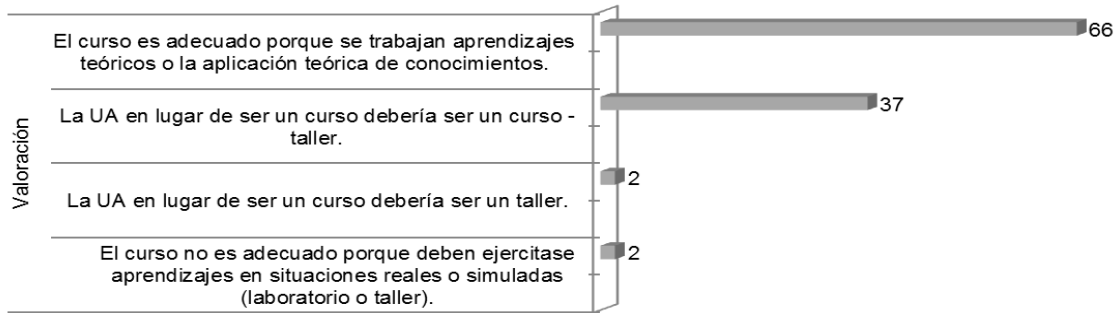 Valoración
El curso es adecuado porque se trabajan aprendizajes
teóricos o la aplicación teórica de conocimientos.
66
La UA en lugar de ser un curso debería ser un curso -
taller.
37
La UA en lugar de ser un curso debería ser un taller.
2
El curso no es adecuado porque deben ejercitase
aprendizajes en situaciones reales o simuladas
(laboratorio o taller).
2